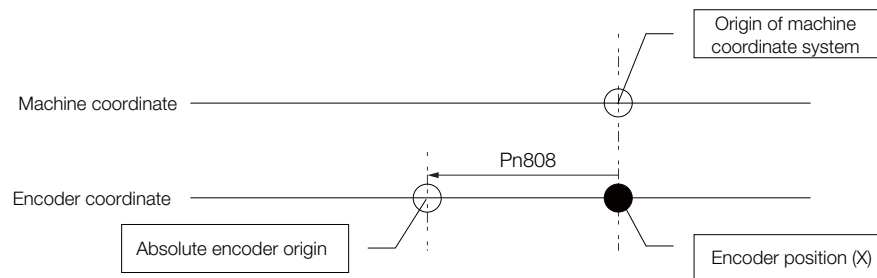 Origin of machine
coordinate system
Machine coordinate
Pn808
Encoder coordinate
Absolute encoder origin
Encoder position (X)